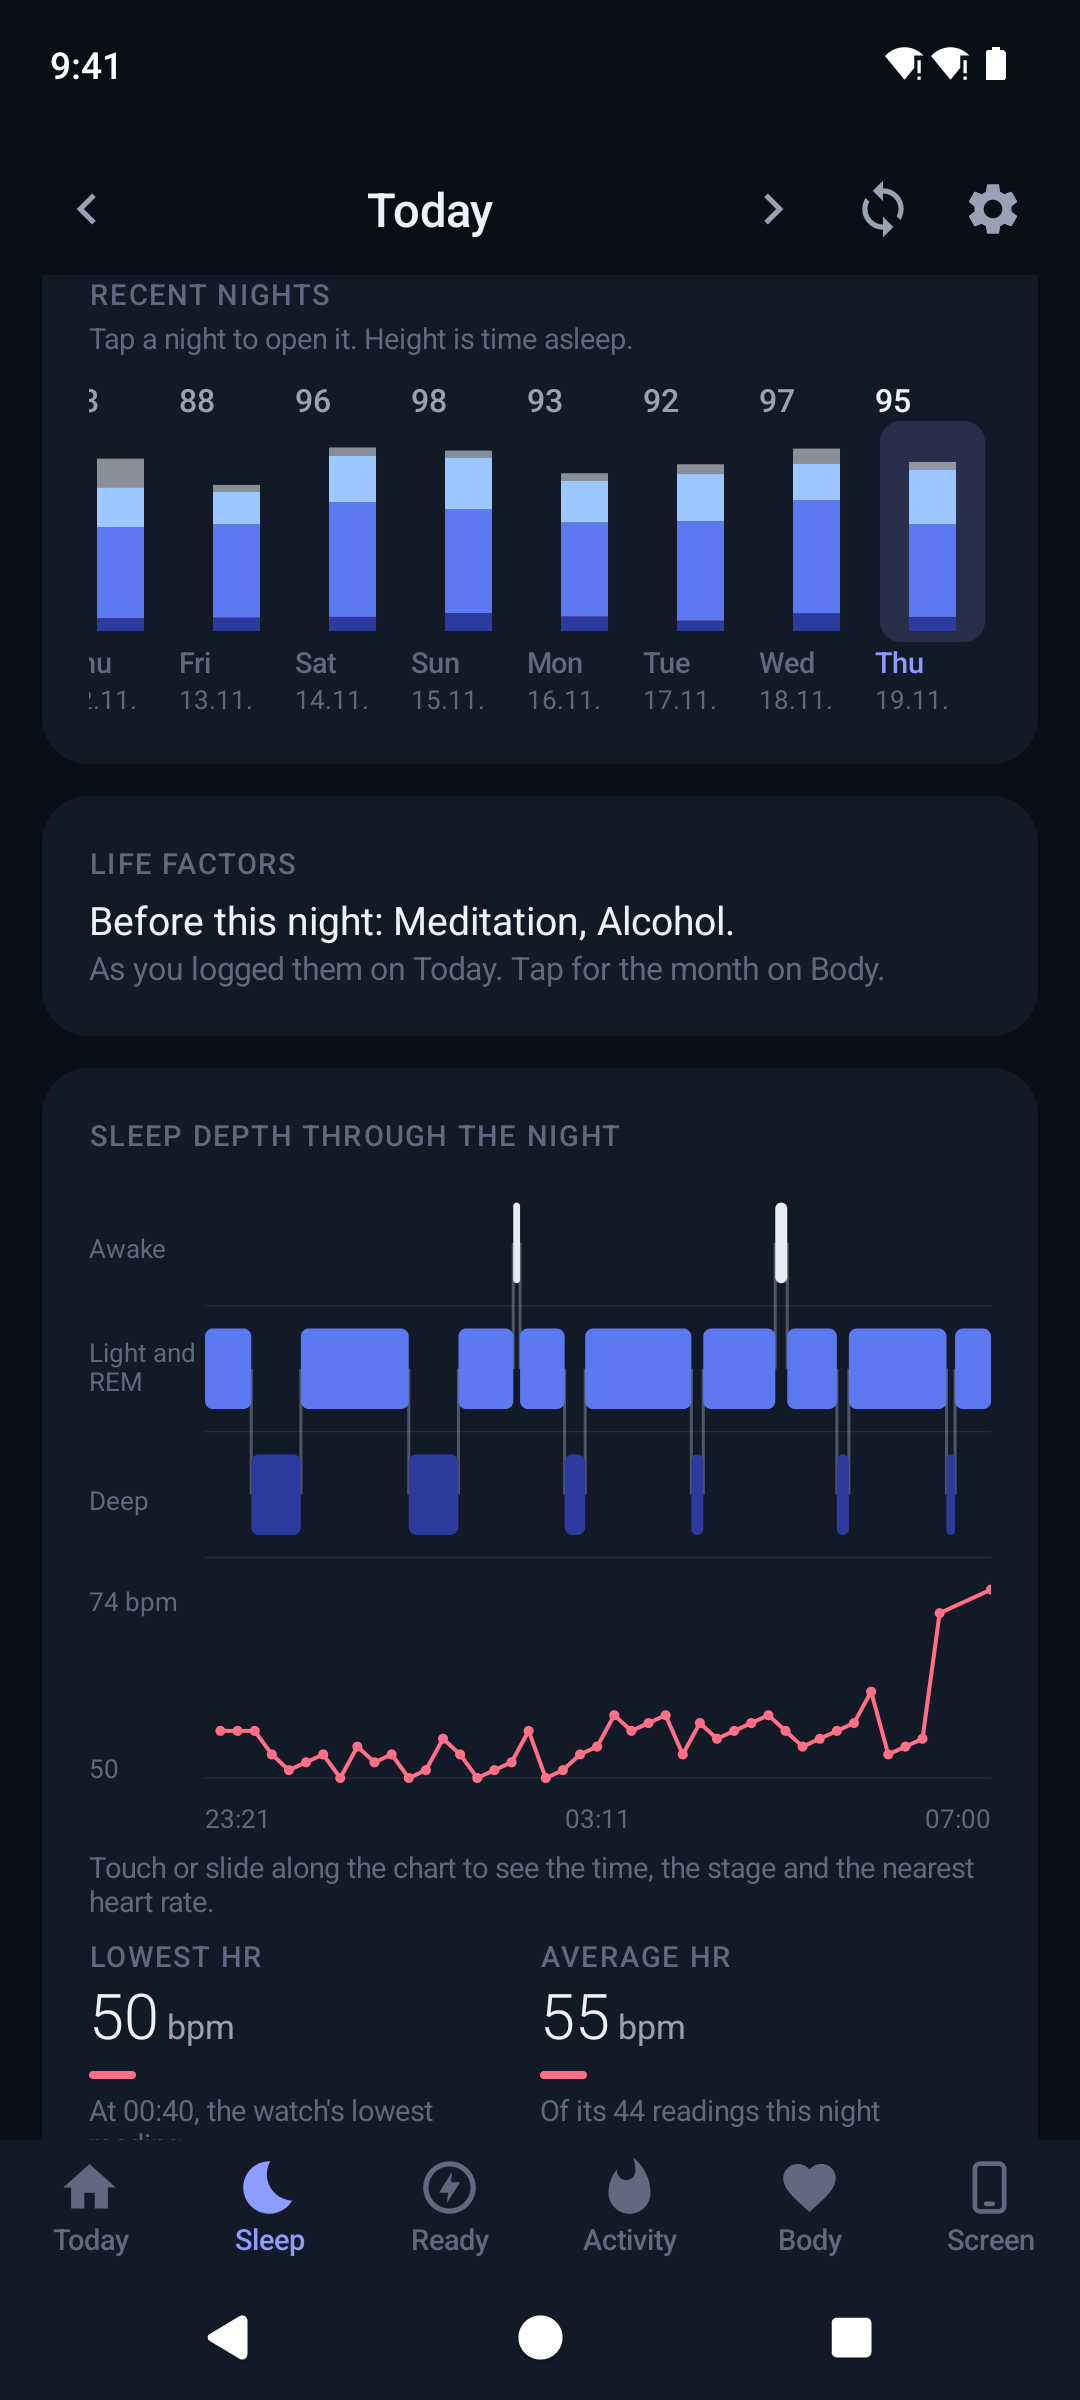 9:41
Today
RECENT NIGHTS
Tap a night to open it. Height is time asleep.
88 96 98 93 92 97 95
Fri Sat Sun Mon Tue Wed Thu
13.11. 14.11. 15.11. 16.11. 17.11. 18.11. 19.11.
LIFE FACTORS
Before this night: Meditation, Alcohol.
As you logged them on Today. Tap for the month on Body.
SLEEP DEPTH THROUGH THE NIGHT
Awake
Light and
REM
Deep
74 bpm
50
23:21 03:11 07:00
Touch or slide along the chart to see the time, the stage and the nearest
heart rate.
LOWEST HR AVERAGE HR
50 bpm 55 bpm
At 00:40, the watch's lowest Of its 44 readings this night
Today Sleep Ready Activity Body Screen